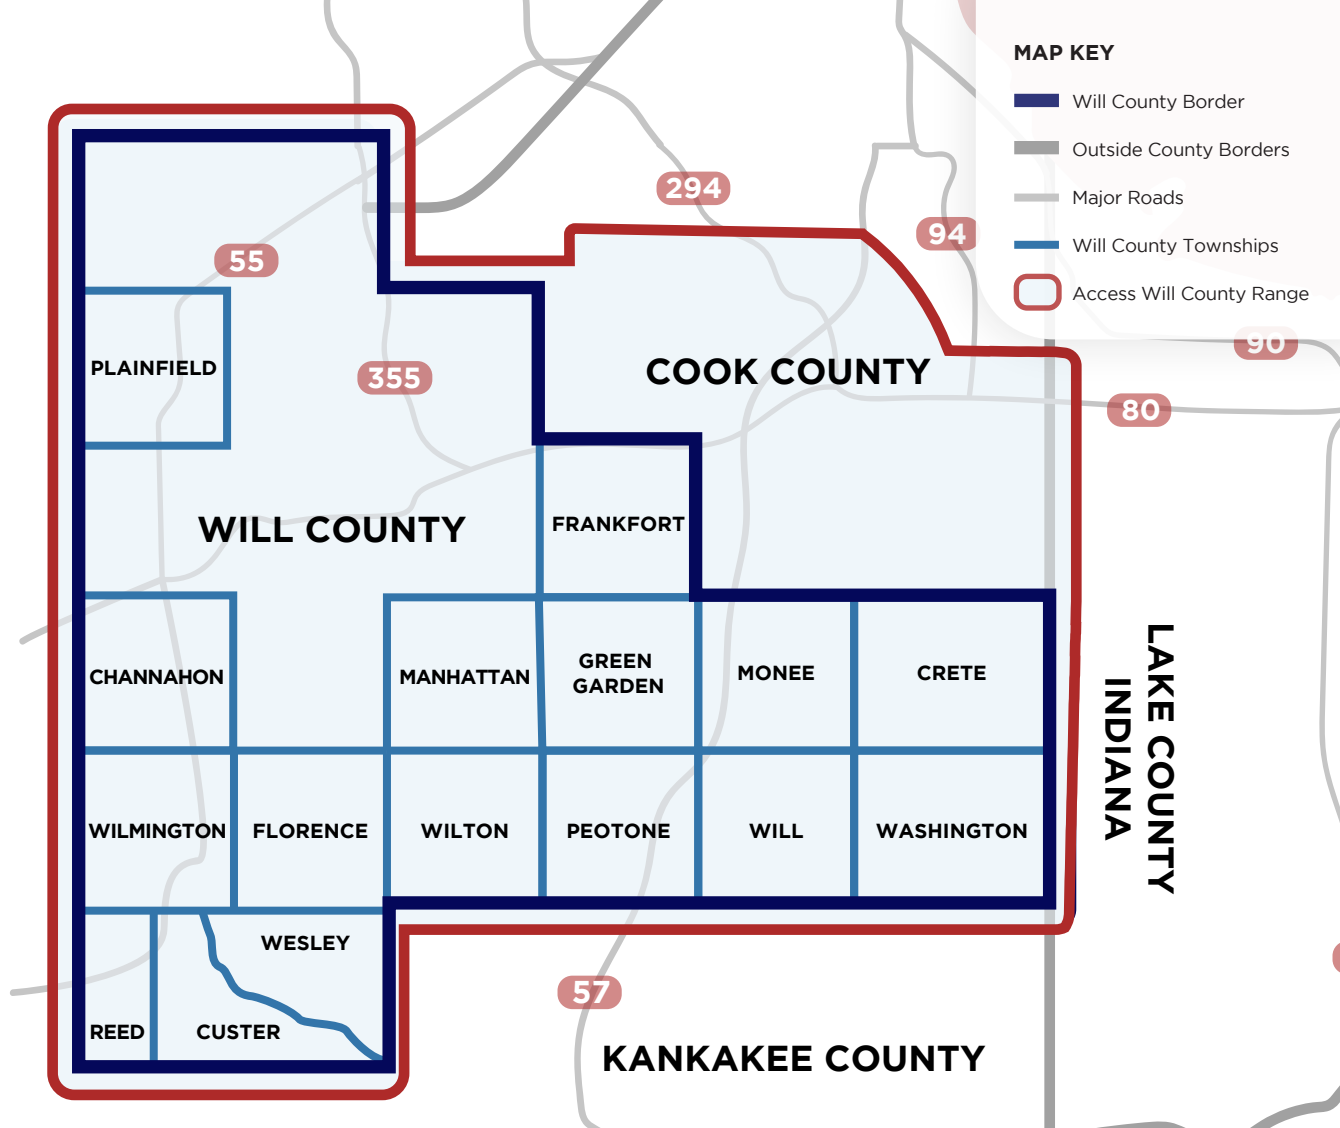 MAP KEY
Will County Border
Outside County Borders
Major Roads
Will County Townships
Access Will County Range
294
94
55
90
355
80
PLAINFIELD
COOK COUNTY
WILL COUNTY
FRANKFORT
CHANNAHON
MANHATTAN
GREEN
GARDEN
MONEE
CRETE
LAKE COUNTY
INDIANA
WILMINGTON
FLORENCE
WILTON
PEOTONE
WILL
WASHINGTON
WESLEY
REED
CUSTER
57
KANKAKEE COUNTY